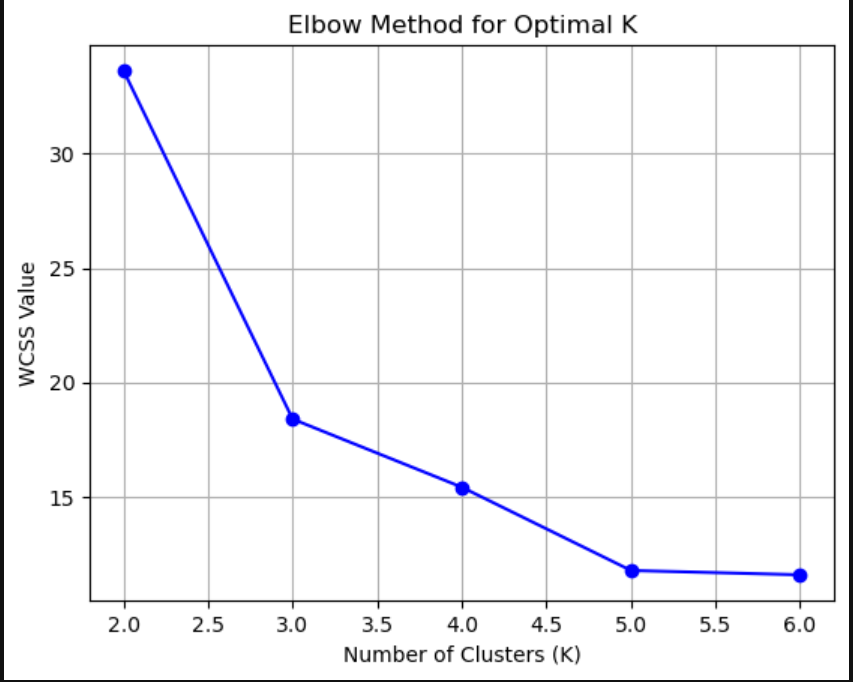 Elbow Method for Optimal K
30
25
20
15
WCSS Value
2.0 2.5 3.0 3.5 4.0 4.5 5.0 5.5 6.0
Number of Clusters (K)